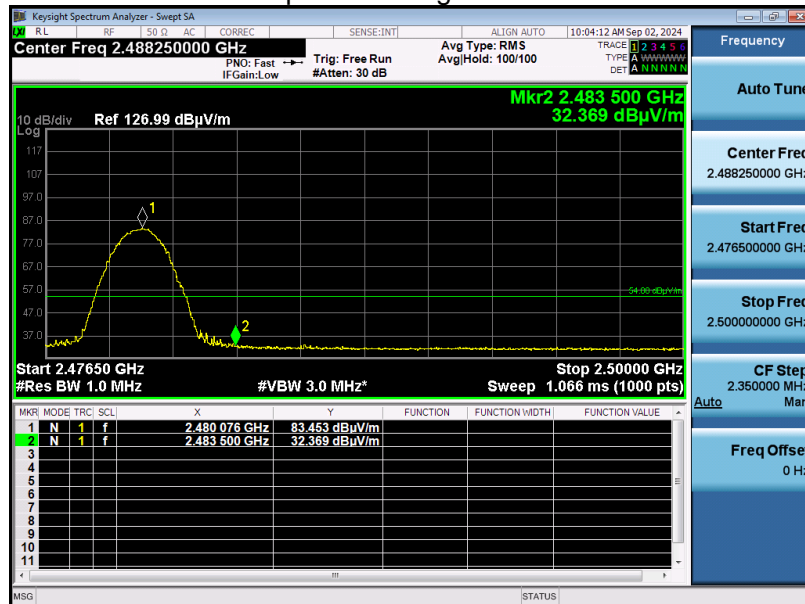 Keysight Spectrum Analyzer - Swept SA
LXI RL RF 50 Ω AC CORREC SENSE:INT ALIGN AUTO 10:04:12 AM Sep 02, 2024
Center Freq 2.488250000 GHz
PNO: Fast
IFGain:Low
Trig: Free Run
#Atten: 30 dB
Avg Type: RMS
Avg|Hold: 100/100
TRACE 1 2 3 4 5 6
TYPE A WWWWW
DET A N N N N N
Mkr2 2.483 500 GHz
32.369 dBµV/m
10 dB/div Ref 126.99 dBµV/m
Log
117
107
97.0
87.0
77.0
67.0
57.0
47.0
37.0
1
54.00 dBµV/m
2
Start 2.47650 GHz Stop 2.50000 GHz
#Res BW 1.0 MHz #VBW 3.0 MHz* Sweep 1.066 ms (1000 pts)
MKR MODE TRC SCL X Y FUNCTION FUNCTION WIDTH FUNCTION VALUE
1 N 1 f 2.480 076 GHz 83.453 dBµV/m
2 N 1 f 2.483 500 GHz 32.369 dBµV/m
3
4
5
6
7
8
9
10
11
MSG STATUS
Frequency
Auto Tune
Center Freq
2.488250000 GHz
Start Freq
2.476500000 GHz
Stop Freq
2.500000000 GHz
CF Step
2.350000 MHz
Auto Man
Freq Offset
0 Hz